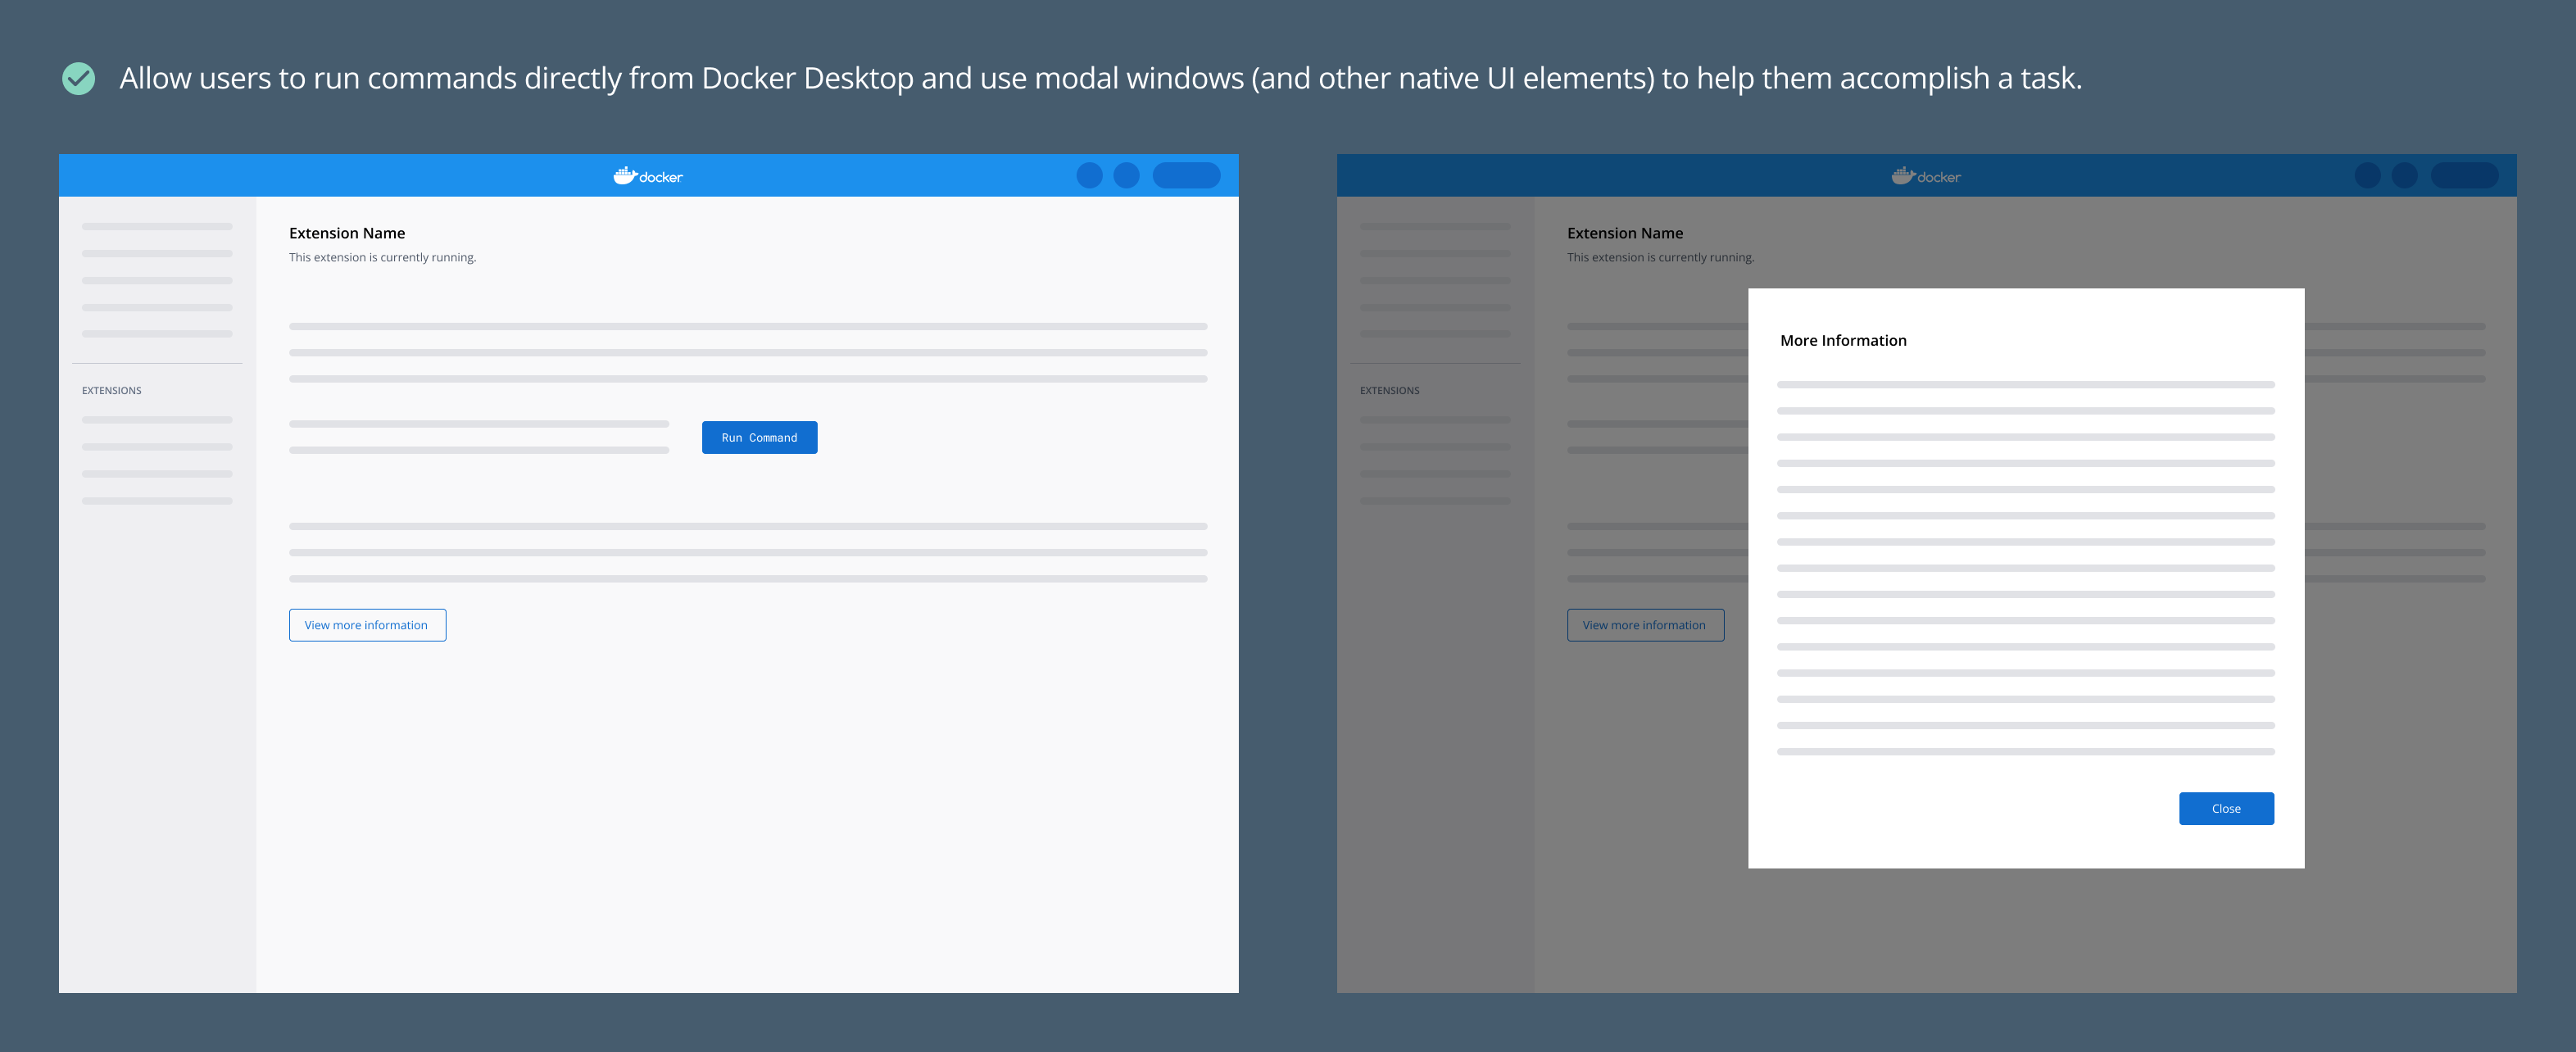 Allow users to run commands directly from Docker Desktop and use modal windows (and other native UI elements) to help them accomplish a task.
docker
Extension Name
This extension is currently running.
EXTENSIONS
Run Command
View more information
docker
Extension Name
This extension is currently running.
More Information
EXTENSIONS
View more information
Close